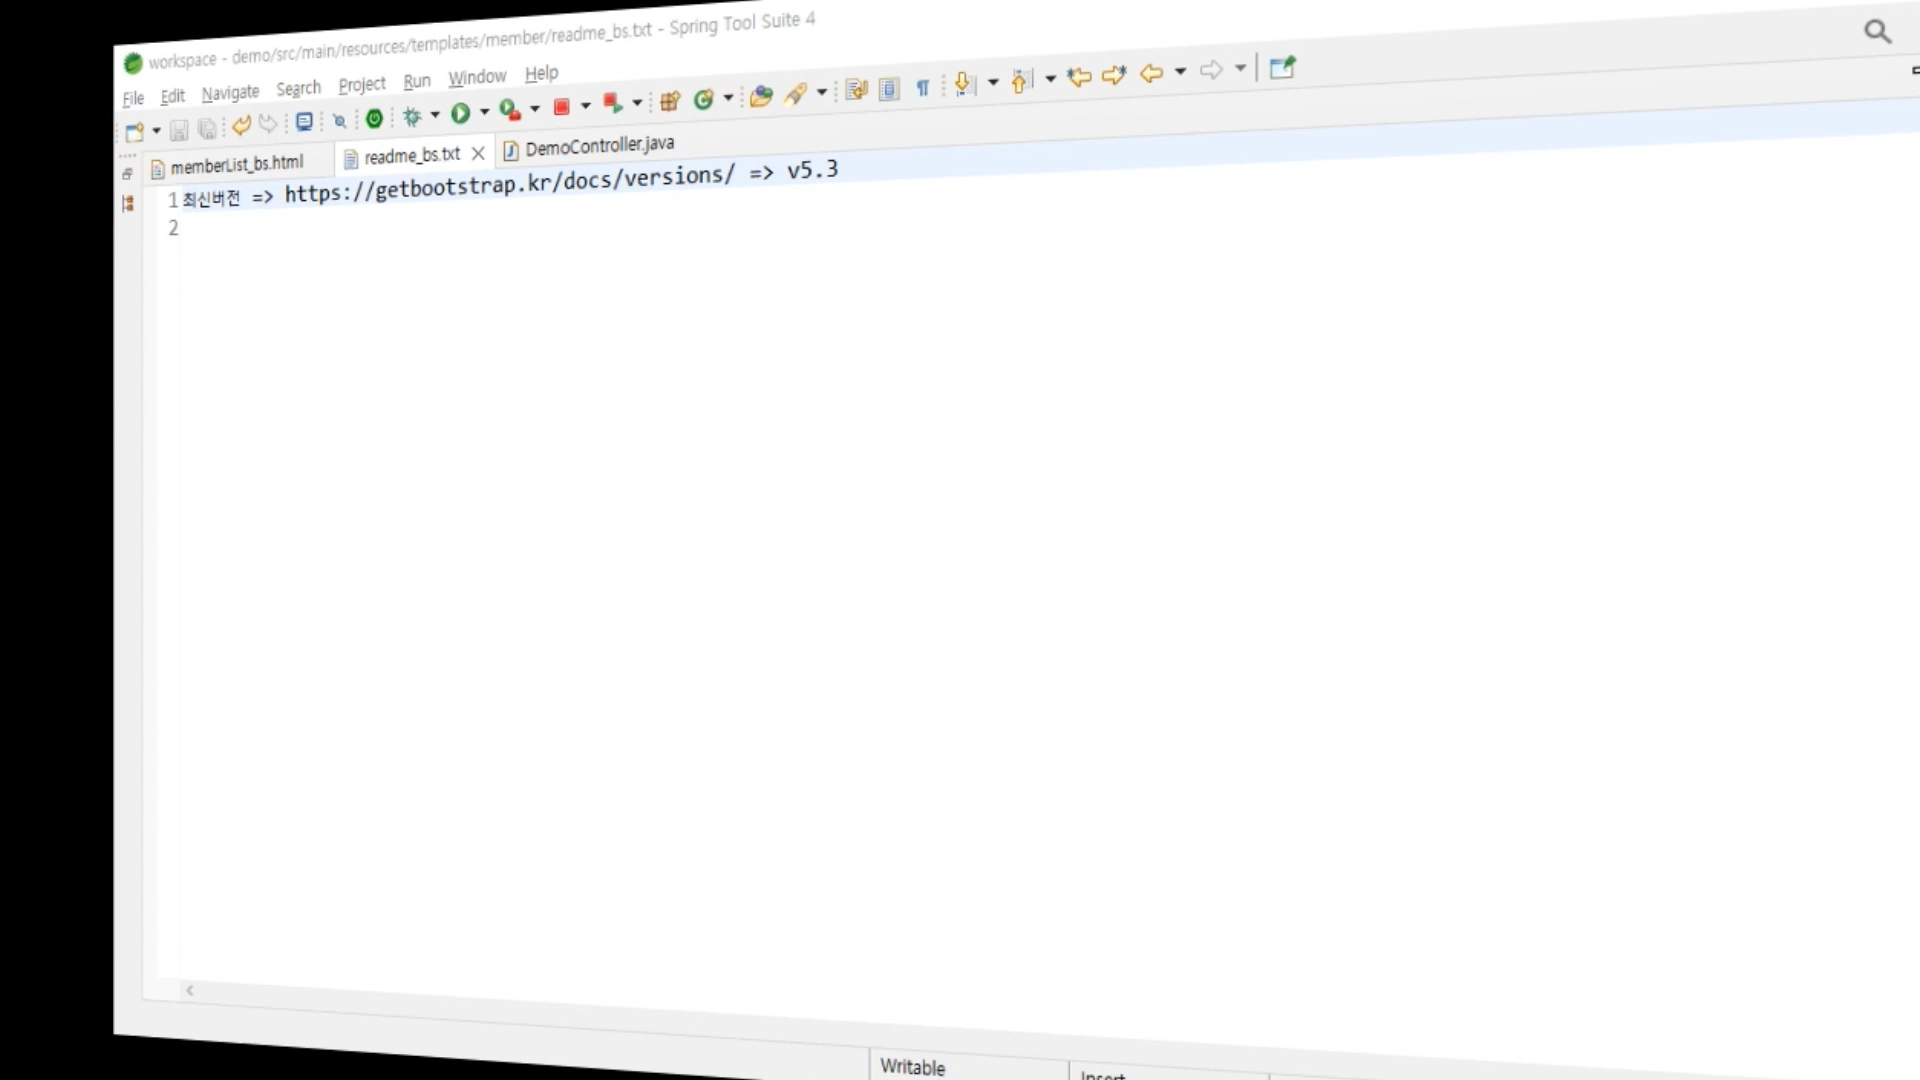 workspace - demo/src/main/resources/templates/member/readme_bs.txt - Spring Tool Suite 4
File Edit Navigate Search Project Run Window Help
memberList_bs.html readme_bs.txt DemoController.java
1 최신버전 => https://getbootstrap.kr/docs/versions/ => v5.3
2
Writable Insert